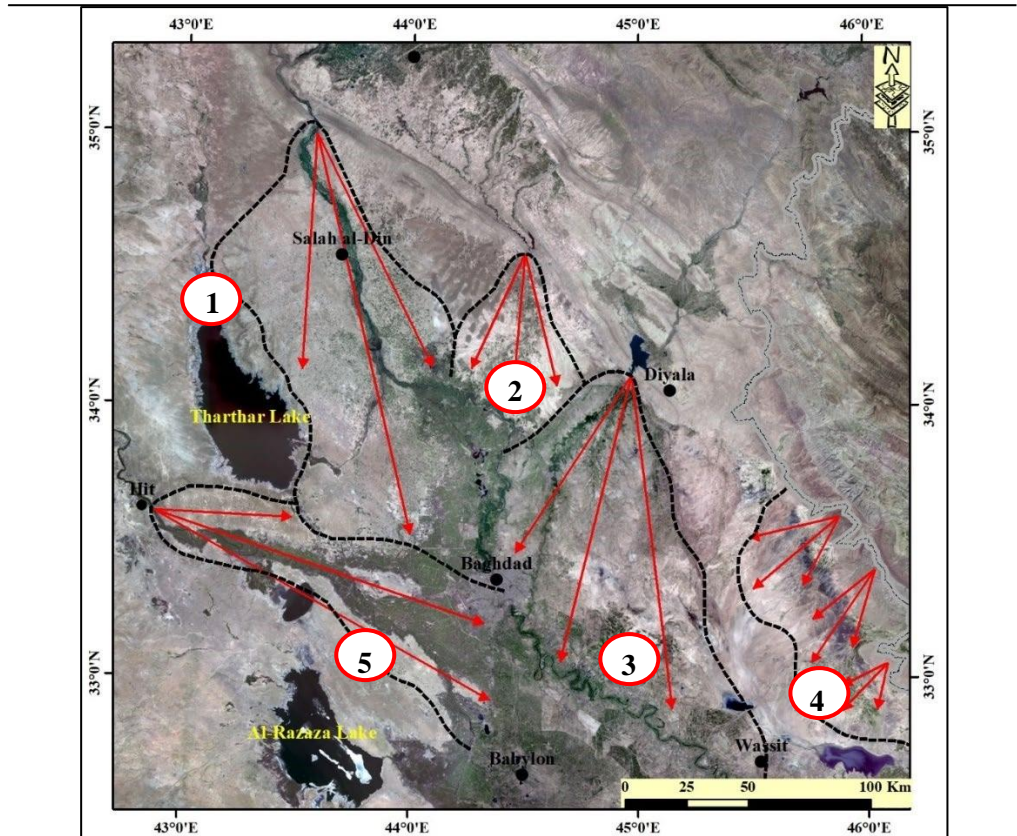 43°0'E 44°0'E 45°0'E 46°0'E
N
35°0'N 35°0'N
Salah al-Din
1
34°0'N 34°0'N
2
Diyala
Tharthar Lake
Hit
Baghdad
33°0'N 33°0'N
5
3
4
Al-Razaza Lake
Wassit
Babylon
0 25 50 100 Km
43°0'E 44°0'E 45°0'E 46°0'E